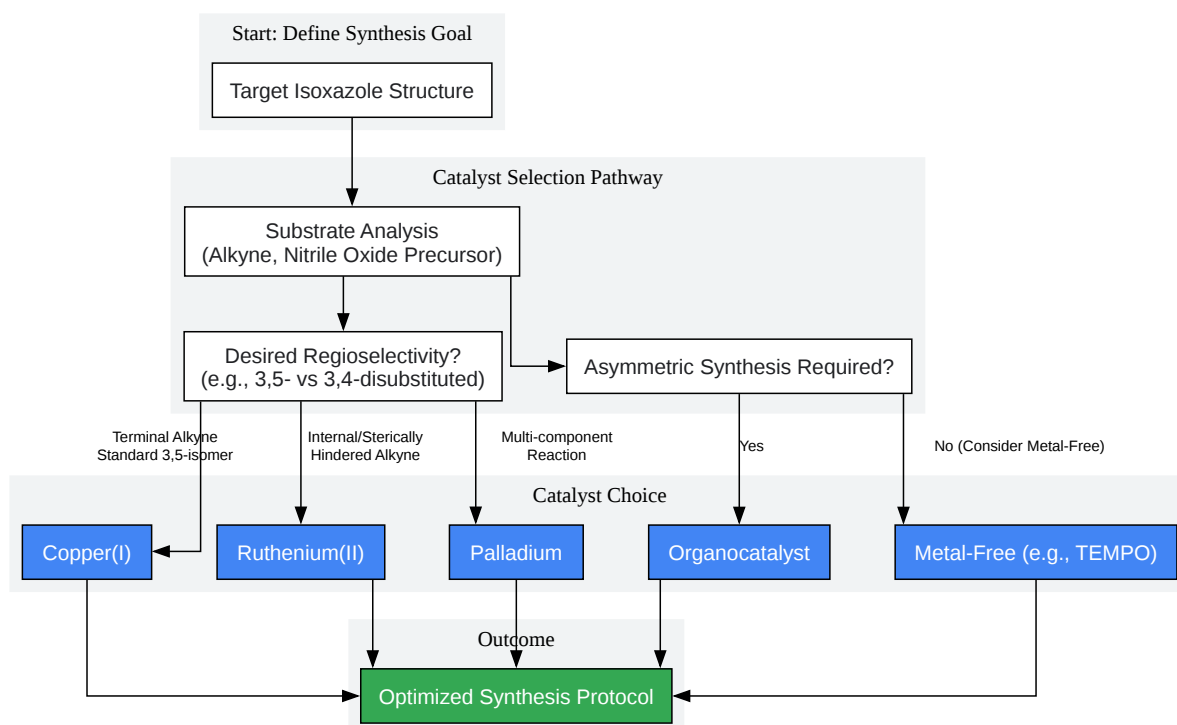 Start: Define Synthesis Goal
Target Isoxazole Structure
Catalyst Selection Pathway
Substrate Analysis
(Alkyne, Nitrile Oxide Precursor)
Desired Regioselectivity?
(e.g., 3,5- vs 3,4-disubstituted)
Asymmetric Synthesis Required?
Terminal Alkyne
Standard 3,5-isomer
Internal/Sterically
Hindered Alkyne
Multi-component
Reaction
Yes
No (Consider Metal-Free)
Catalyst Choice
Copper(I)
Ruthenium(II)
Palladium
Organocatalyst
Metal-Free (e.g., TEMPO)
Outcome
Optimized Synthesis Protocol